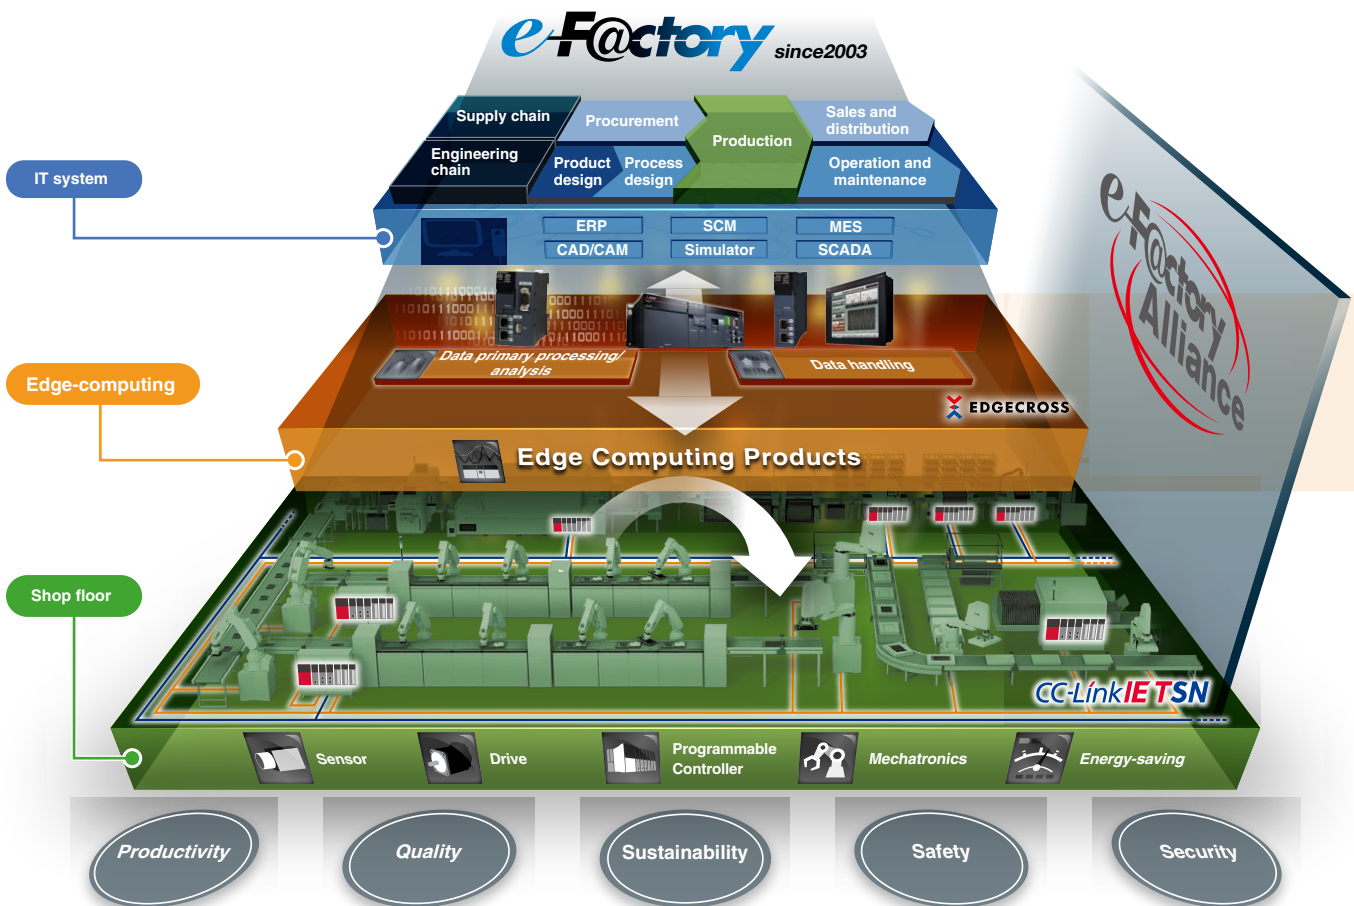 e-F@ctory since2003
Supply chain
Procurement
Production
Sales and
distribution
Engineering
chain
Product
design
Process
design
Operation and
maintenance
IT system
ERP
SCM
MES
CAD/CAM
Simulator
SCADA
e-F@ctory
Alliance
Data primary processing/
analysis
Data handling
Edge-computing
EDGECROSS
Edge Computing Products
Shop floor
CC-Link IE TSN
Sensor
Drive
Programmable
Controller
Mechatronics
Energy-saving
Productivity
Quality
Sustainability
Safety
Security